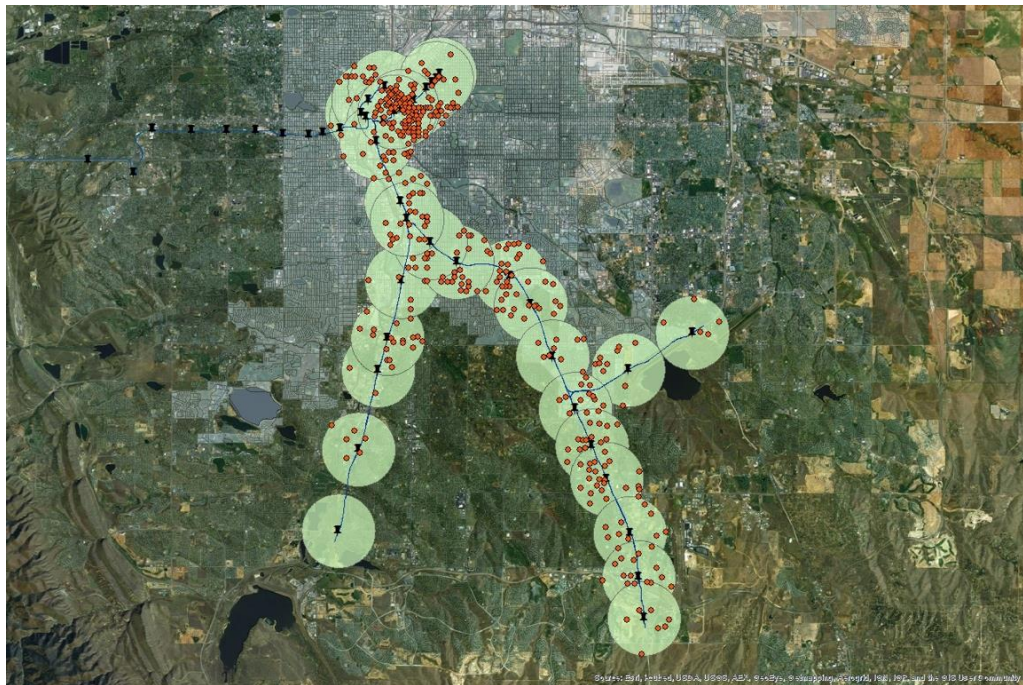 Source: Esri, USDA, USGS, AEX, GeoEye, Getmapping, Aerogrid, IGN, IGP, and the GIS User Community